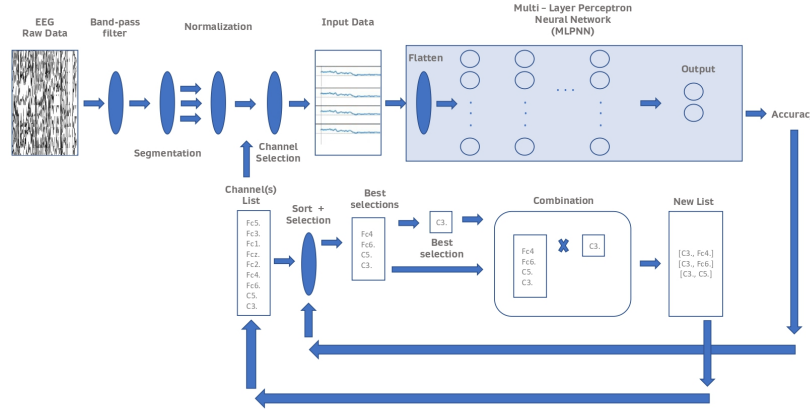 EEG
Raw Data
Band-pass
filter
Segmentation
Normalization
Channel
Selection
Input Data
Multi – Layer Perceptron
Neural Network
(MLPNN)
Flatten
. . .
Output
Accurac
Channel(s)
List
Fc5.
Fc3.
Fc1.
Fcz.
Fc2.
Fc4.
Fc6.
C5.
C3.
Sort +
Selection
Best
selections
Fc4
Fc6.
C5.
C3.
C3.
Best
selection
Combination
Fc4
Fc6.
C5.
C3.
C3.
New List
[C3., Fc4.]
[C3., Fc6.]
[C3., C5.]